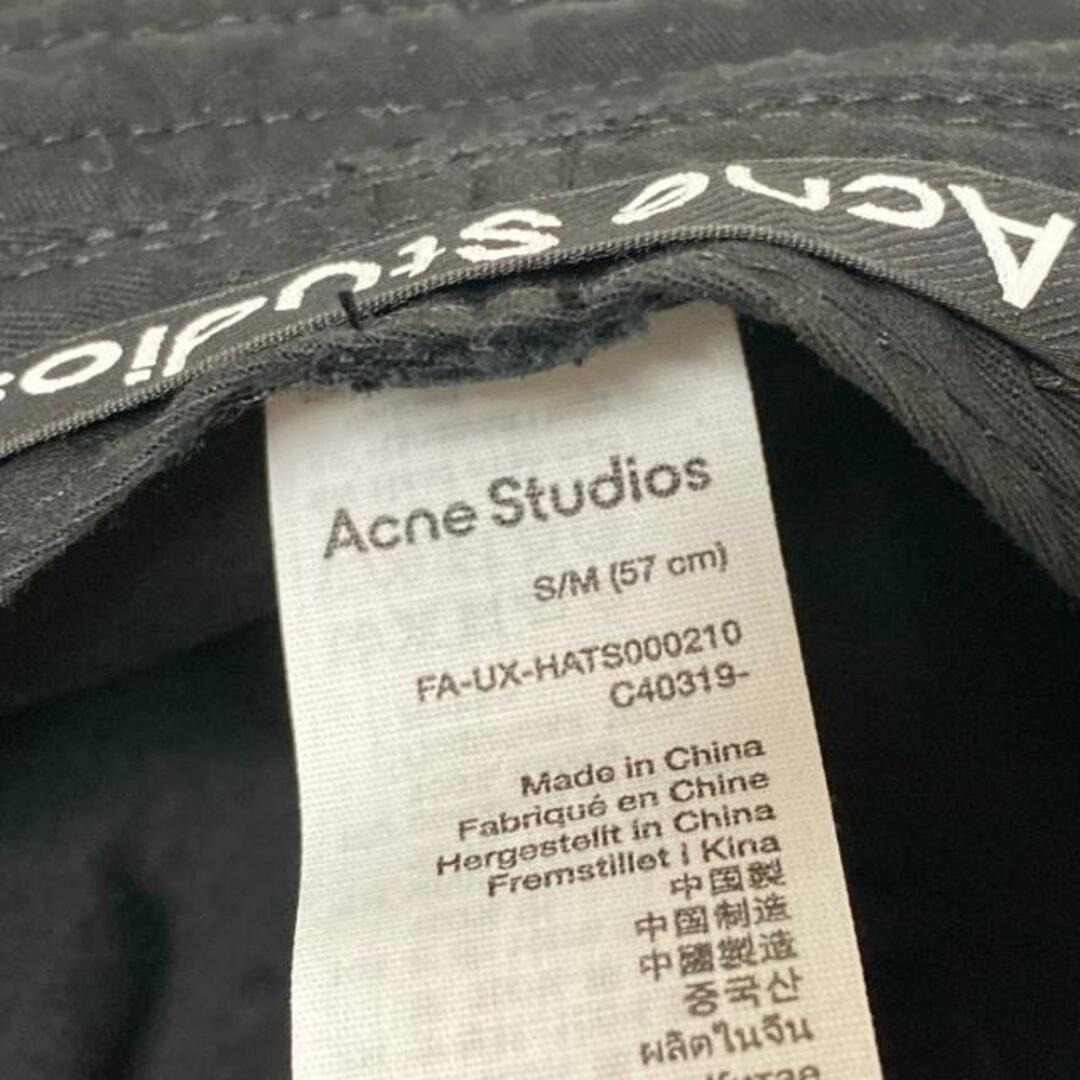 Acne Studios
Acne Studios
S/M (57 cm)
FA-UX-HATS000210
C40319-
Made in China
Fabriqué en Chine
Hergestellt in China
Fremstillet i Kina
中国製
中国制造
中國製造
중국산
ผลิตในจีน
Китае